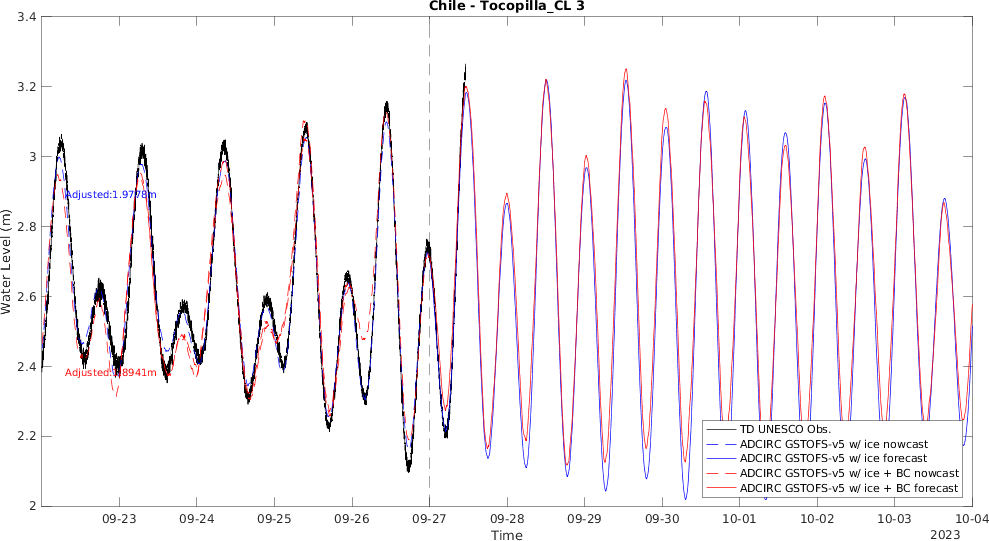 Chile - Tocopilla_CL 3
3.4
3.2
3
2.8
2.6
2.4
2.2
2
Water Level (m)
Adjusted:1.9778m
Adjusted:1.8941m
TD UNESCO Obs.
ADCIRC GSTOFS-v5 w/ ice nowcast
ADCIRC GSTOFS-v5 w/ ice forecast
ADCIRC GSTOFS-v5 w/ ice + BC nowcast
ADCIRC GSTOFS-v5 w/ ice + BC forecast
09-23 09-24 09-25 09-26 09-27 09-28 09-29 09-30 10-01 10-02 10-03 10-04
Time
2023